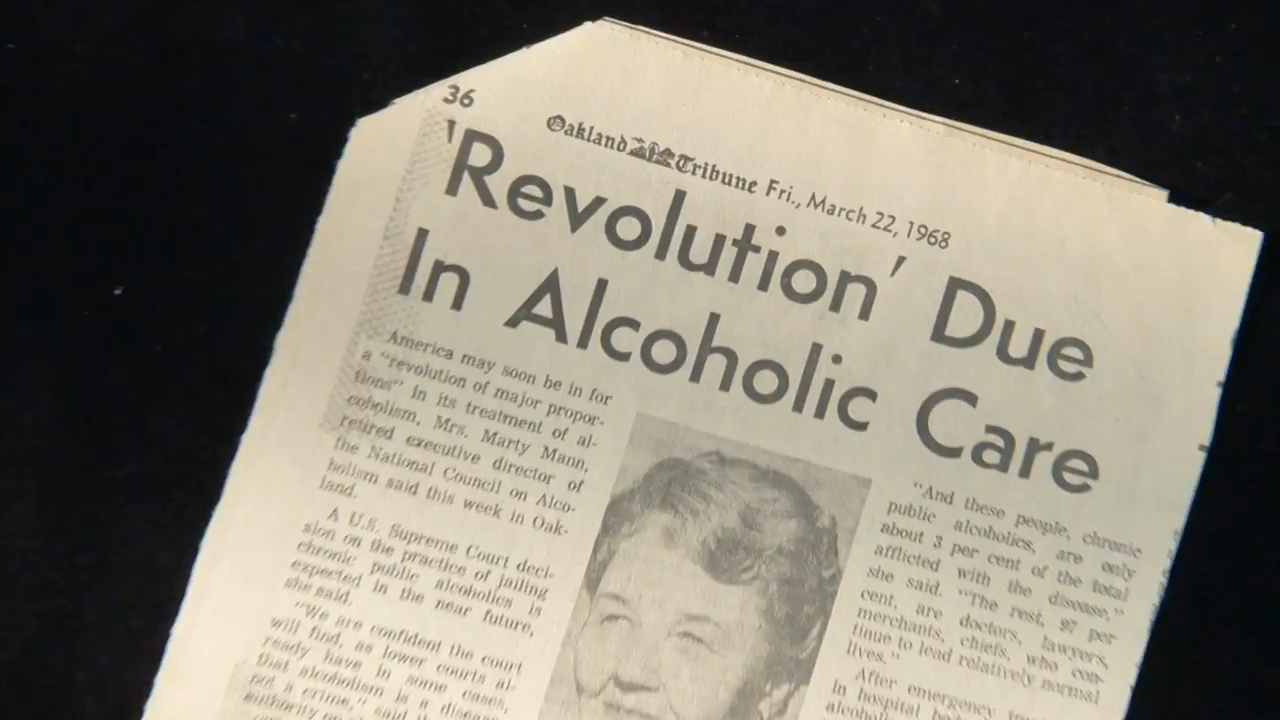 36
Oakland Tribune Fri., March 22, 1968
'Revolution' Due
In Alcoholic Care
America may soon be in for
a "revolution of major propor-
tions" in its treatment of al-
coholism, Mrs. Marty Mann,
retired executive director of
the National Council on Alco-
holism said this week in Oak-
land.
A U.S. Supreme Court deci-
sion on the practice of jailing
chronic public alcoholics is
expected in the near future,
she said.
"We are confident the court
will find, as lower courts al-
ready have in some cases,
that alcoholism is a disease
not a crime," said
authority on
"And these people, chronic
public alcoholics, are only
about 3 per cent of the total
afflicted with the disease,"
she said. "The rest, 97 per
cent, are doctors, lawyers,
merchants, chiefs, who con-
tinue to lead relatively normal
lives."
After emergency
in hospital